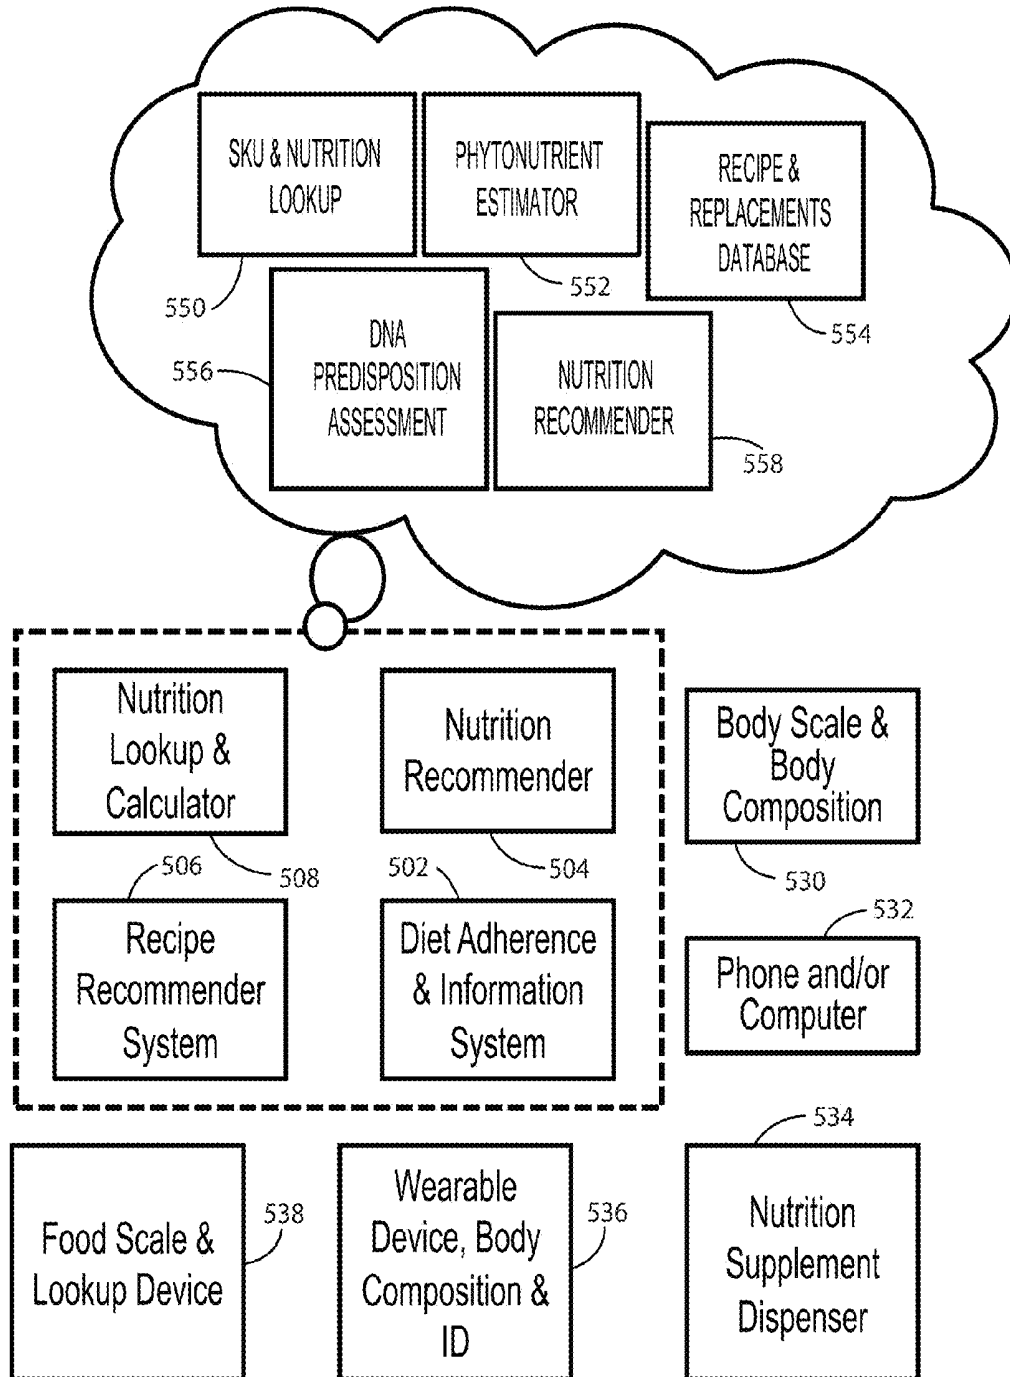 SKU & NUTRITION
LOOKUP
550
PHYTONUTRIENT
ESTIMATOR
552
RECIPE &
REPLACEMENTS
DATABASE
554
DNA
PREDISPOSITION
ASSESSMENT
556
NUTRITION
RECOMMENDER
558
Nutrition
Lookup &
Calculator
508
Nutrition
Recommender
504
Body Scale &
Body
Composition
530
506
Recipe
Recommender
System
502
Diet Adherence
& Information
System
532
Phone and/or
Computer
Food Scale &
Lookup Device
538
Wearable
Device, Body
Composition &
ID
536
534
Nutrition
Supplement
Dispenser